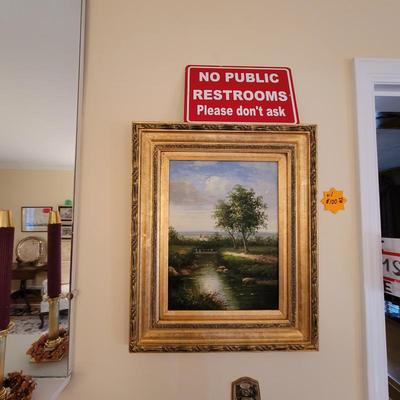 NO PUBLIC
RESTROOMS
Please don't ask